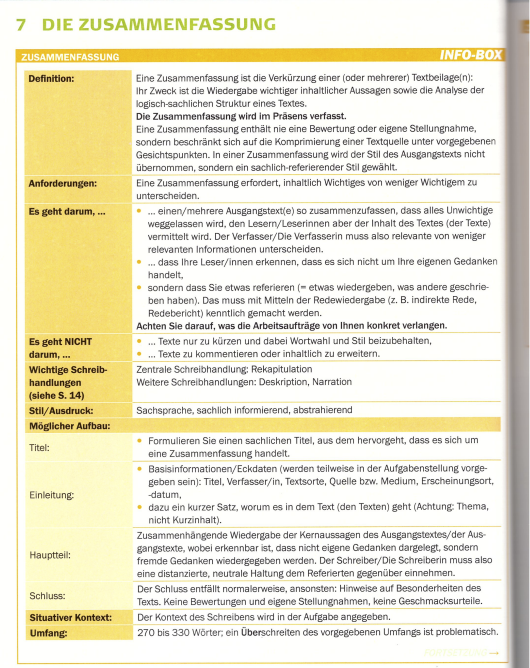 7 DIE ZUSAMMENFASSUNG
ZUSAMMENFASSUNG
INFO-BOX
Definition:
Eine Zusammenfassung ist die Verkürzung einer (oder mehrerer) Textbeilage(n):
Ihr Zweck ist die Wiedergabe wichtiger inhaltlicher Aussagen sowie die Analyse der
logisch-sachlichen Struktur eines Textes.
Die Zusammenfassung wird im Präsens verfasst.
Eine Zusammenfassung enthält nie eine Bewertung oder eigene Stellungnahme,
sondern beschränkt sich auf die Komprimierung einer Textquelle unter vorgegebenen
Gesichtspunkten. In einer Zusammenfassung wird der Stil des Ausgangstexts nicht
übernommen, sondern ein sachlich-referierender Stil gewählt.
Anforderungen:
Eine Zusammenfassung erfordert, inhaltlich Wichtiges von weniger Wichtigem zu
unterscheiden.
Es geht darum, ...
• ... einen/mehrere Ausgangstext(e) so zusammenzufassen, dass alles Unwichtige
weggelassen wird, den Lesern/Leserinnen aber der Inhalt des Textes (der Texte)
vermittelt wird. Der Verfasser/Die Verfasserin muss also relevante von weniger
relevanten Informationen unterscheiden.
• ... dass Ihre Leser/innen erkennen, dass es sich nicht um Ihre eigenen Gedanken
handelt,
• sondern dass Sie etwas referieren (= etwas wiedergeben, was andere geschrie-
ben haben). Das muss mit Mitteln der Redewiedergabe (z. B. indirekte Rede,
Redebericht) kenntlich gemacht werden.
Achten Sie darauf, was die Arbeitsaufträge von Ihnen konkret verlangen.
Es geht NICHT
darum, ...
• ... Texte nur zu kürzen und dabei Wortwahl und Stil beizubehalten,
• ... Texte zu kommentieren oder inhaltlich zu erweitern.
Wichtige Schreib-
handlungen
(siehe S. 14)
Zentrale Schreibhandlung: Rekapitulation
Weitere Schreibhandlungen: Deskription, Narration
Stil/Ausdruck:
Sachsprache, sachlich informierend, abstrahierend
Möglicher Aufbau:
Titel:
• Formulieren Sie einen sachlichen Titel, aus dem hervorgeht, dass es sich um
eine Zusammenfassung handelt.
Einleitung:
• Basisinformationen/Eckdaten (werden teilweise in der Aufgabenstellung vorge-
geben sein): Titel, Verfasser/in, Textsorte, Quelle bzw. Medium, Erscheinungsort,
-datum,
• dazu ein kurzer Satz, worum es in dem Text (den Texten) geht (Achtung: Thema,
nicht Kurzinhalt).
Hauptteil:
Zusammenhängende Wiedergabe der Kernaussagen des Ausgangstextes/der Aus-
gangstexte, wobei erkennbar ist, dass nicht eigene Gedanken dargelegt, sondern
fremde Gedanken wiedergegeben werden. Der Schreiber/Die Schreiberin muss also
eine distanzierte, neutrale Haltung dem Referierten gegenüber einnehmen.
Schluss:
Der Schluss entfällt normalerweise, ansonsten: Hinweise auf Besonderheiten des
Texts. Keine Bewertungen und eigene Stellungnahmen, keine Geschmacksurteile.
Situativer Kontext:
Der Kontext des Schreibens wird in der Aufgabe angegeben.
Umfang:
270 bis 330 Wörter; ein Überschreiten des vorgegebenen Umfangs ist problematisch.